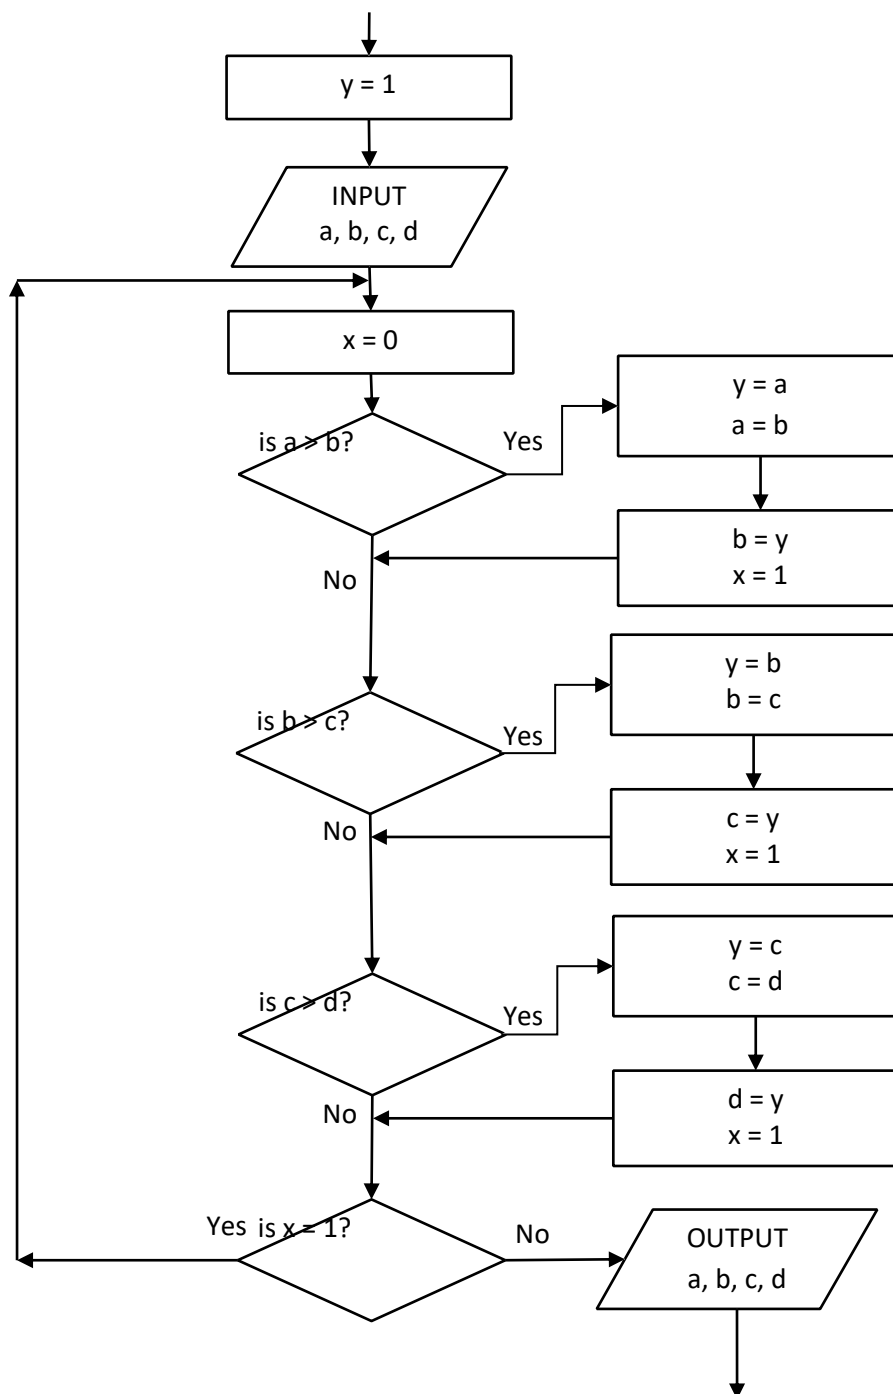 y = 1
INPUT
a, b, c, d
x = 0
is a > b?
Yes
y = a
a = b
b = y
x = 1
No
is b > c?
Yes
y = b
b = c
c = y
x = 1
No
is c > d?
Yes
y = c
c = d
d = y
x = 1
No
Yes
is x = 1?
No
OUTPUT
a, b, c, d